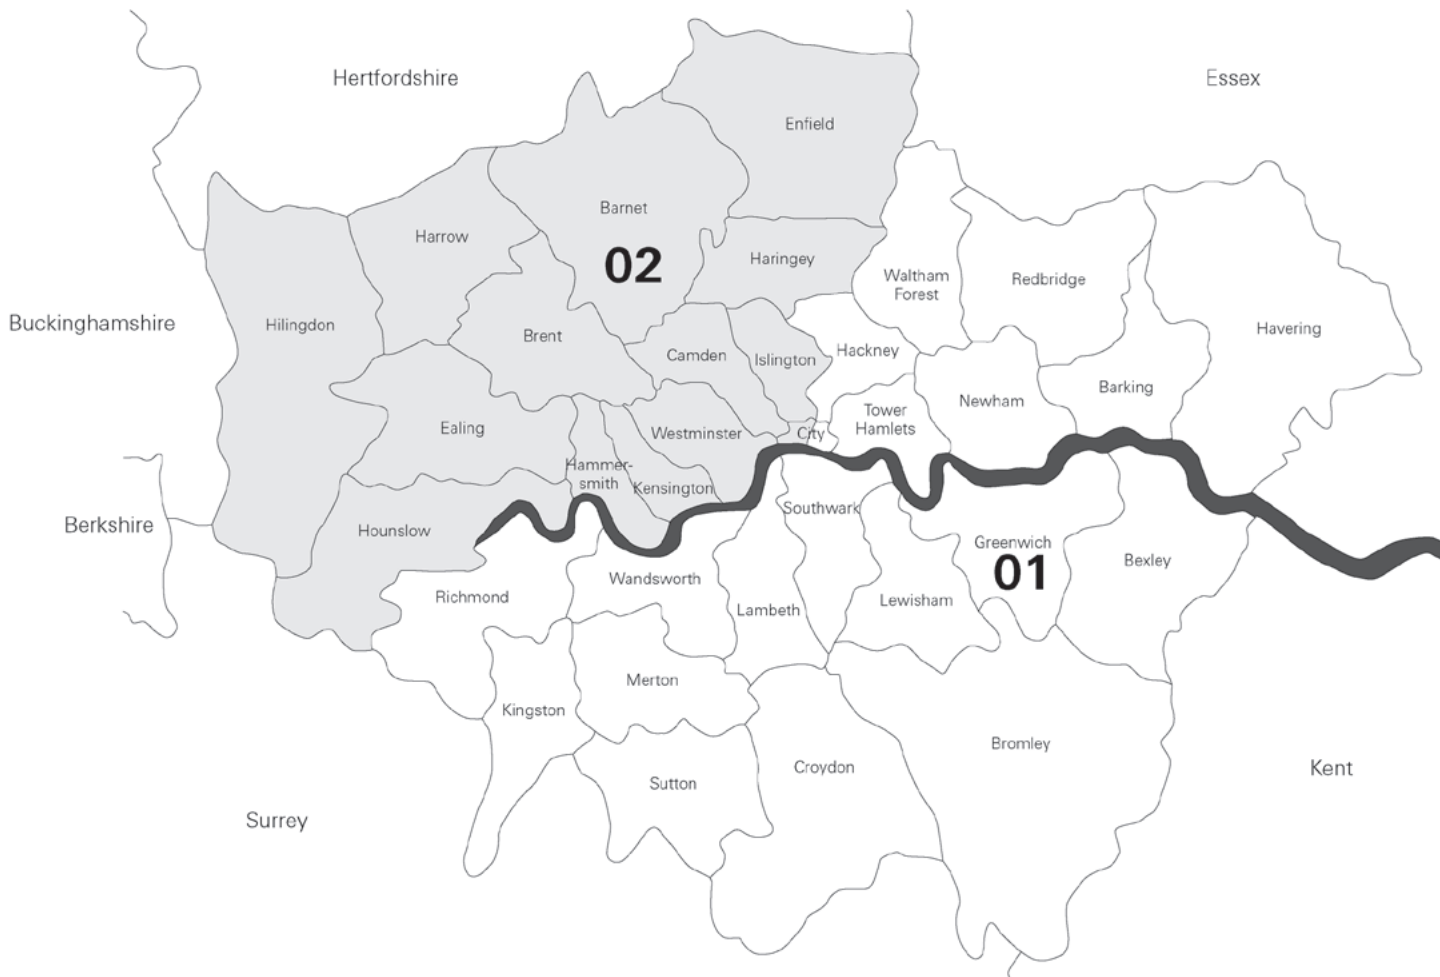 Hertfordshire
Essex
Enfield
Barnet
02
Harrow
Haringey
Waltham
Forest
Redbridge
Buckinghamshire
Hilingdon
Brent
Camden
Islington
Hackney
Havering
Barking
Newham
Tower
Hamlets
Ealing
Westminster
City
Hammer-
smith
Kensington
Berkshire
Hounslow
Southwark
Greenwich
01
Bexley
Richmond
Wandsworth
Lambeth
Lewisham
Merton
Kingston
Bromley
Croydon
Sutton
Kent
Surrey